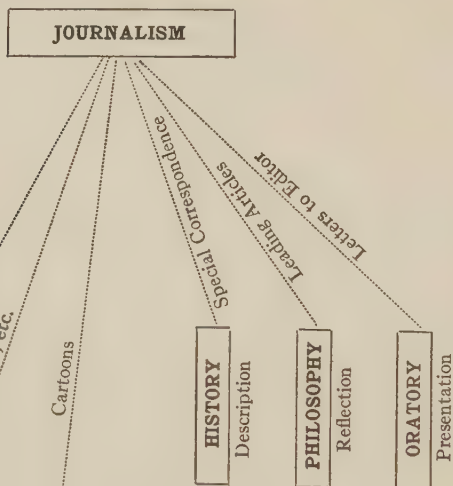 JOURNALISM
Special Correspondence
Leading Articles
Letters to Editor
etc.
Cartoons
HISTORY
Description
PHILOSOPHY
Reflection
ORATORY
Presentation